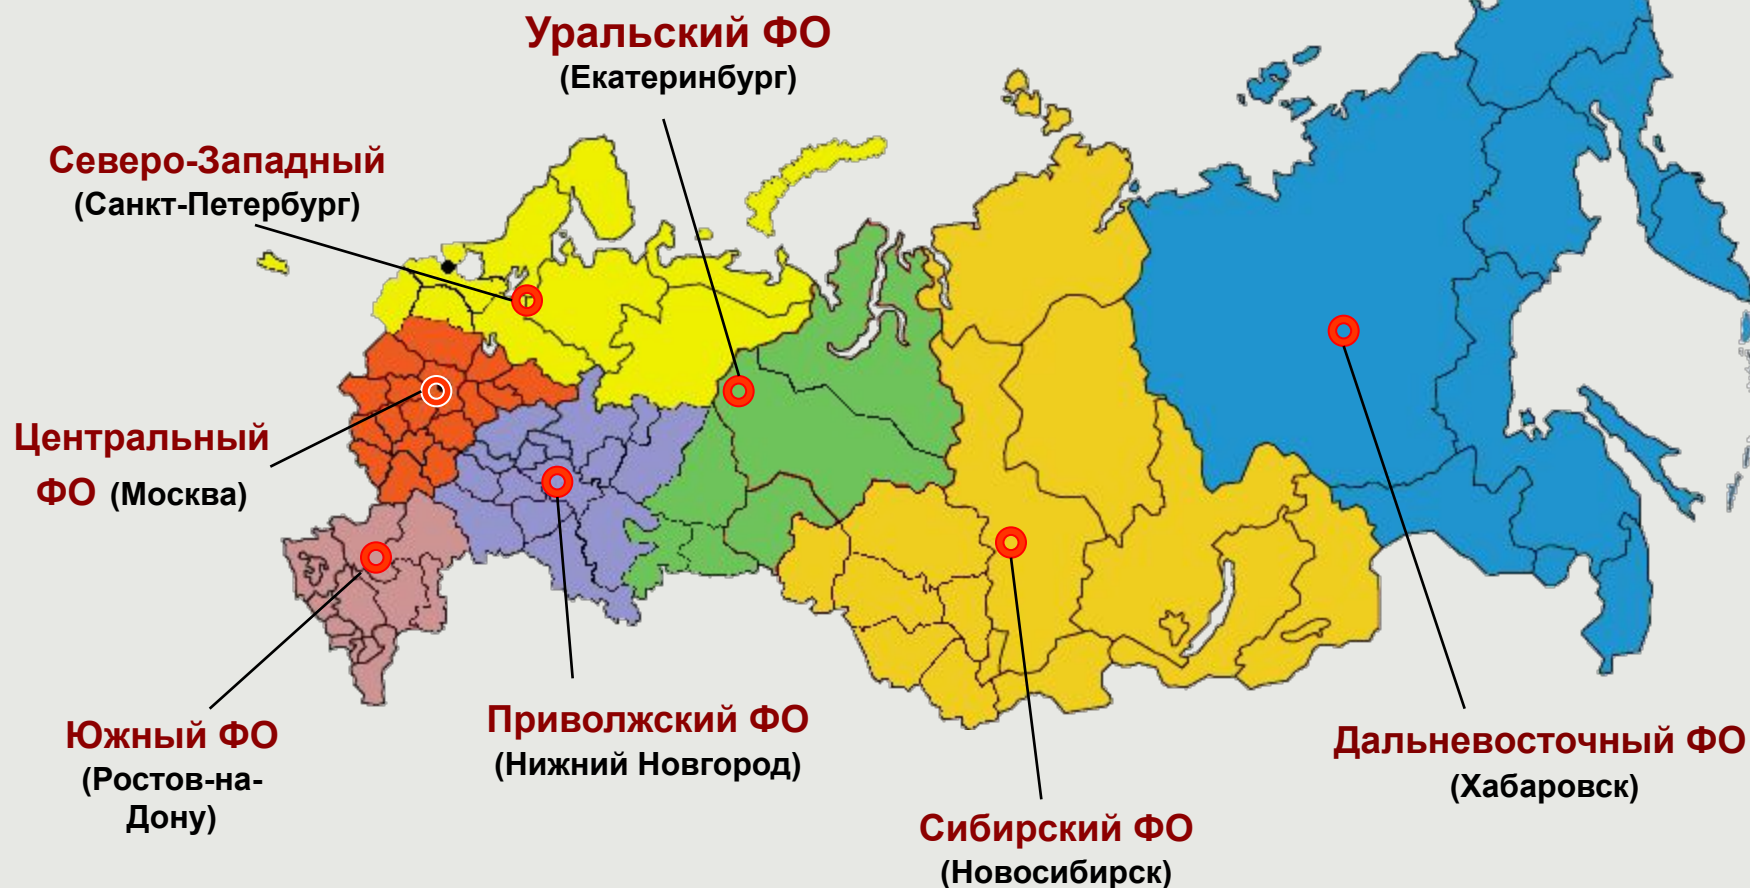 Уральский ФО
(Екатеринбург)
Северо-Западный
(Санкт-Петербург)
Центральный
ФО (Москва)
Южный ФО
(Ростов-на-
Дону)
Приволжский ФО
(Нижний Новгород)
Сибирский ФО
(Новосибирск)
Дальневосточный ФО
(Хабаровск)